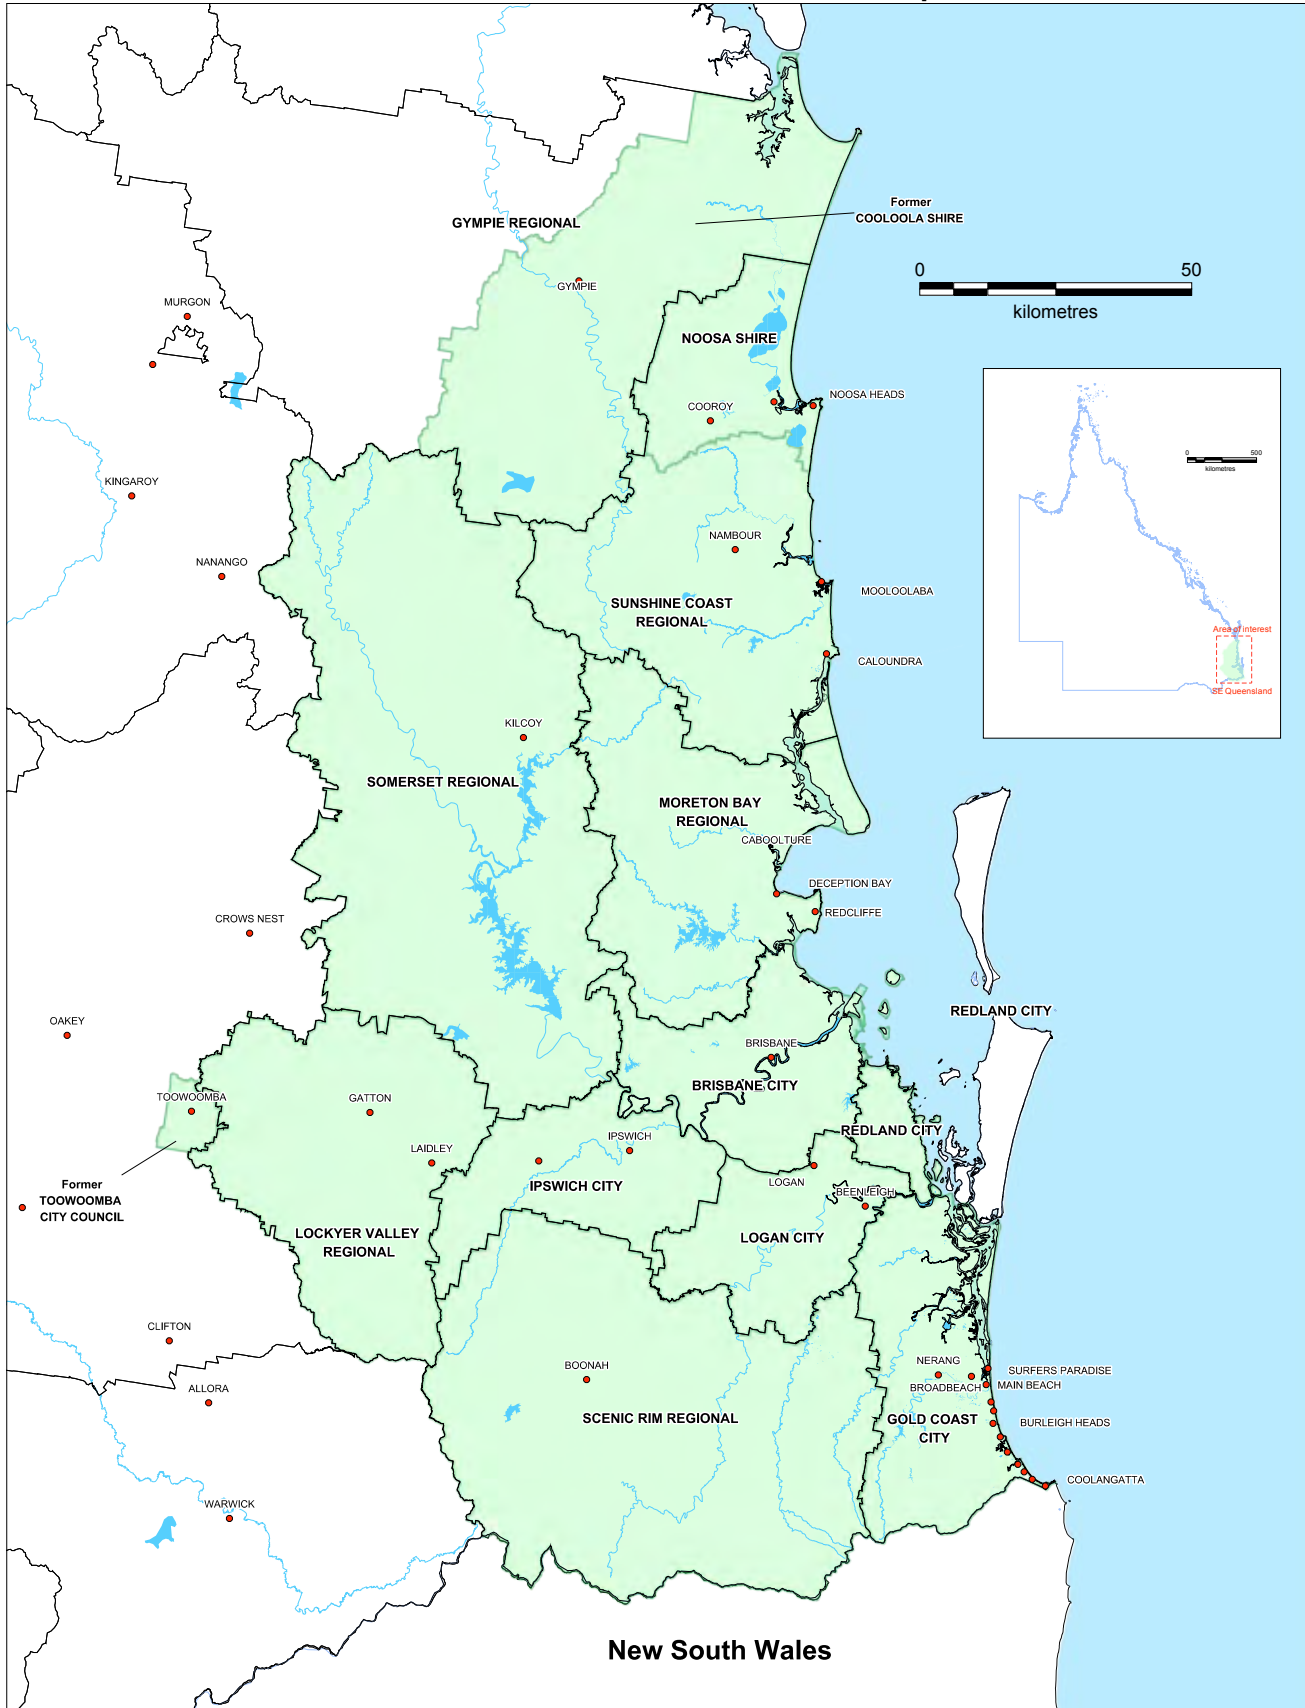 Former
COOLOOLA SHIRE
GYMPIE REGIONAL
0 50
kilometres
GYMPIE
MURGON
NOOSA SHIRE
NOOSA HEADS
COOROY
0 500
kilometres
KINGAROY
NAMBOUR
NANANGO
MOOLOOLABA
SUNSHINE COAST
REGIONAL
Area of interest
CALOUNDRA
SE Queensland
KILCOY
SOMERSET REGIONAL
MORETON BAY
REGIONAL
CABOOLTURE
DECEPTION BAY
REDCLIFFE
CROWS NEST
REDLAND CITY
OAKEY
BRISBANE
BRISBANE CITY
TOOWOOMBA
GATTON
REDLAND CITY
IPSWICH
LAIDLEY
LOGAN
Former
TOOWOOMBA
CITY COUNCIL
IPSWICH CITY
BEENLEIGH
LOCKYER VALLEY
REGIONAL
LOGAN CITY
CLIFTON
NERANG
BOONAH
SURFERS PARADISE
ALLORA
BROADBEACH
MAIN BEACH
SCENIC RIM REGIONAL
GOLD COAST
CITY
BURLEIGH HEADS
COOLANGATTA
WARWICK
New South Wales